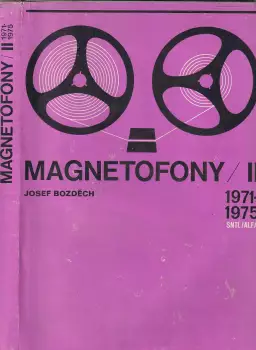 MAGNETOFONY / II 1971-
1975
MAGNETOFONY / II
JOSEF BOZDĚCH
1971-
1975
SNTL/ALFA